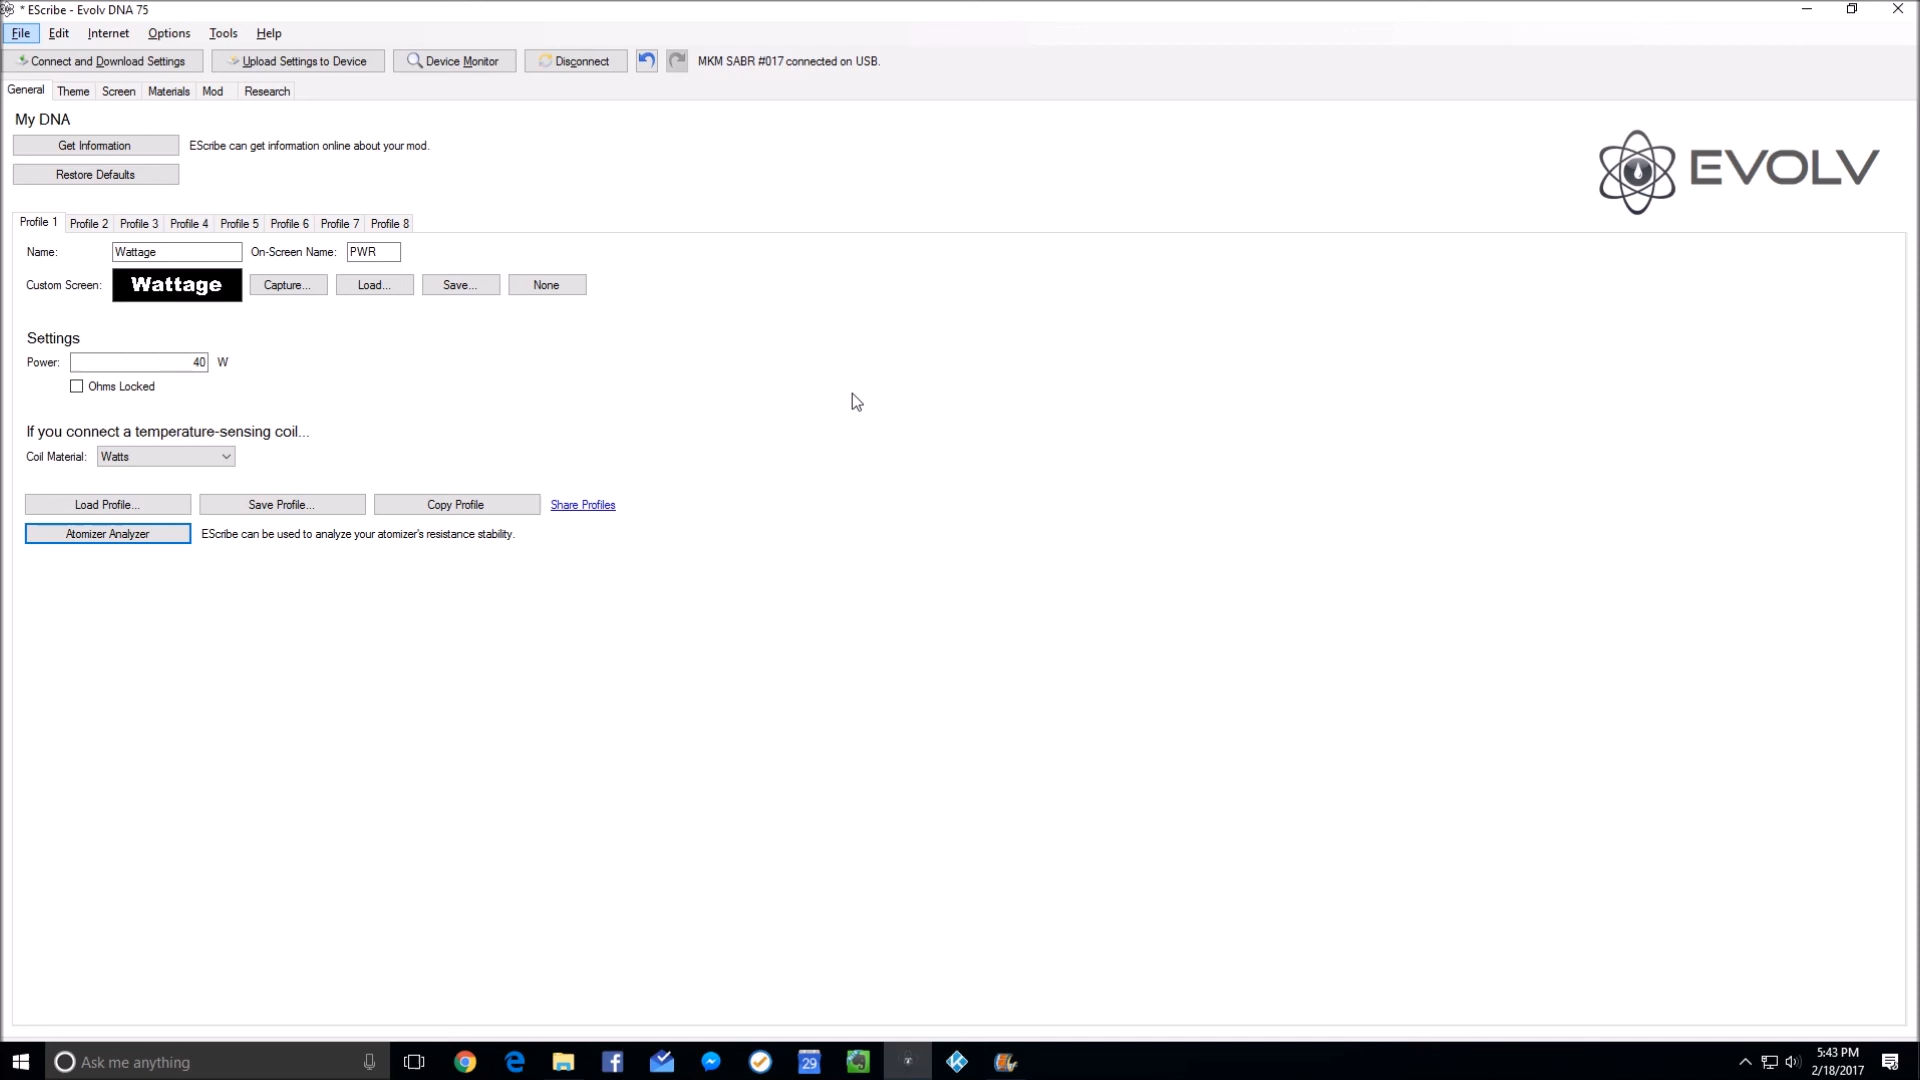 * EScribe - Evolv DNA 75
File Edit Internet Options Tools Help
Connect and Download Settings Upload Settings to Device Device Monitor Disconnect MKM SABR #017 connected on USB.
General Theme Screen Materials Mod Research
My DNA
Get Information EScribe can get information online about your mod.
Restore Defaults
EVOLV
Profile 1 Profile 2 Profile 3 Profile 4 Profile 5 Profile 6 Profile 7 Profile 8
Name: Wattage On-Screen Name: PWR
Custom Screen: Wattage Capture... Load... Save... None
Settings
Power: 40 W
Ohms Locked
If you connect a temperature-sensing coil...
Coil Material: Watts
Load Profile... Save Profile... Copy Profile Share Profiles
Atomizer Analyzer EScribe can be used to analyze your atomizer's resistance stability.
Ask me anything 29 5:43 PM
2/18/2017